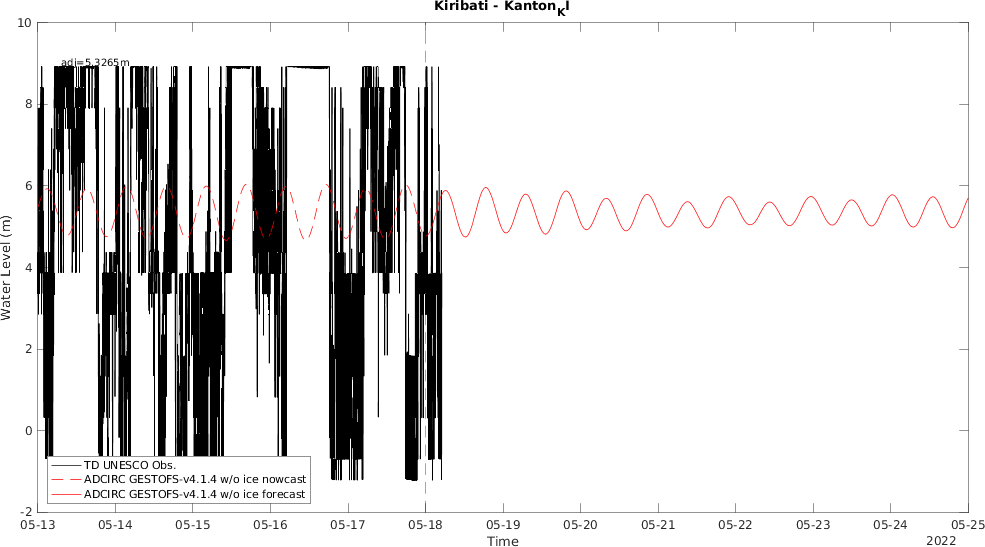 Kiribati - Kanton_KI
10
8
6
4
2
0
-2
Water Level (m)
adj=5.3265m
TD UNESCO Obs.
ADCIRC GESTOFS-v4.1.4 w/o ice nowcast
ADCIRC GESTOFS-v4.1.4 w/o ice forecast
05-13 05-14 05-15 05-16 05-17 05-18 05-19 05-20 05-21 05-22 05-23 05-24 05-25
Time
2022